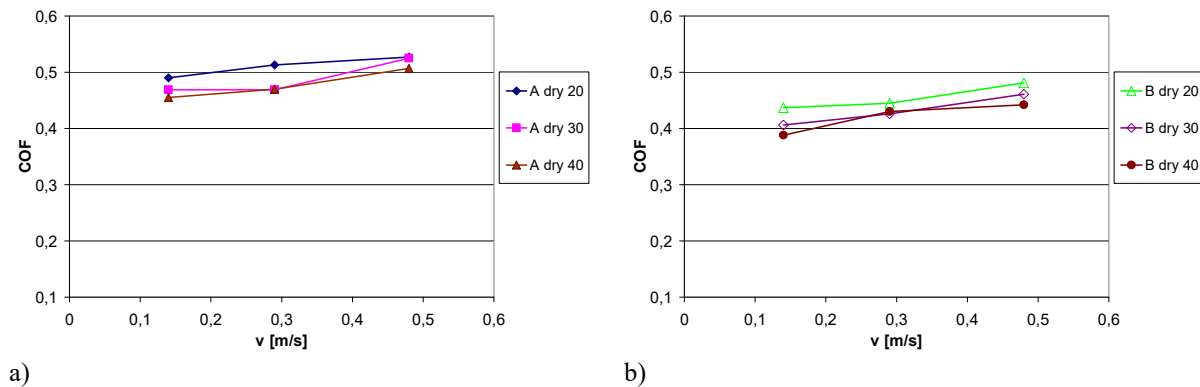 0,6
0,5
0,4
0,3
0,2
0,1
COF
0 0,1 0,2 0,3 0,4 0,5 0,6
v [m/s]
A dry 20
A dry 30
A dry 40
a)
0,6
0,5
0,4
0,3
0,2
0,1
COF
0 0,1 0,2 0,3 0,4 0,5 0,6
v [m/s]
B dry 20
B dry 30
B dry 40
b)